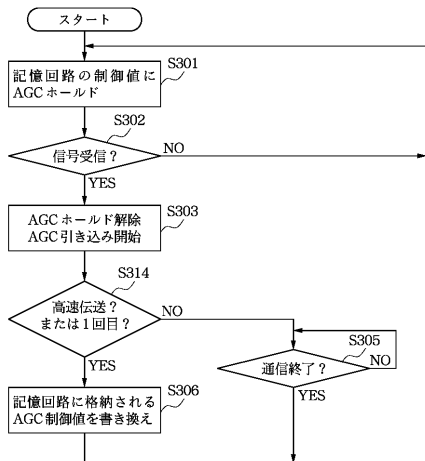 スタート
S301
記憶回路の制御値に
AGCホールド
S302
信号受信？
NO
YES
S303
AGCホールド解除
AGC引き込み開始
S314
高速伝送？
または1回目？
NO
YES
S305
通信終了？
NO
YES
S306
記憶回路に格納される
AGC制御値を書き換え